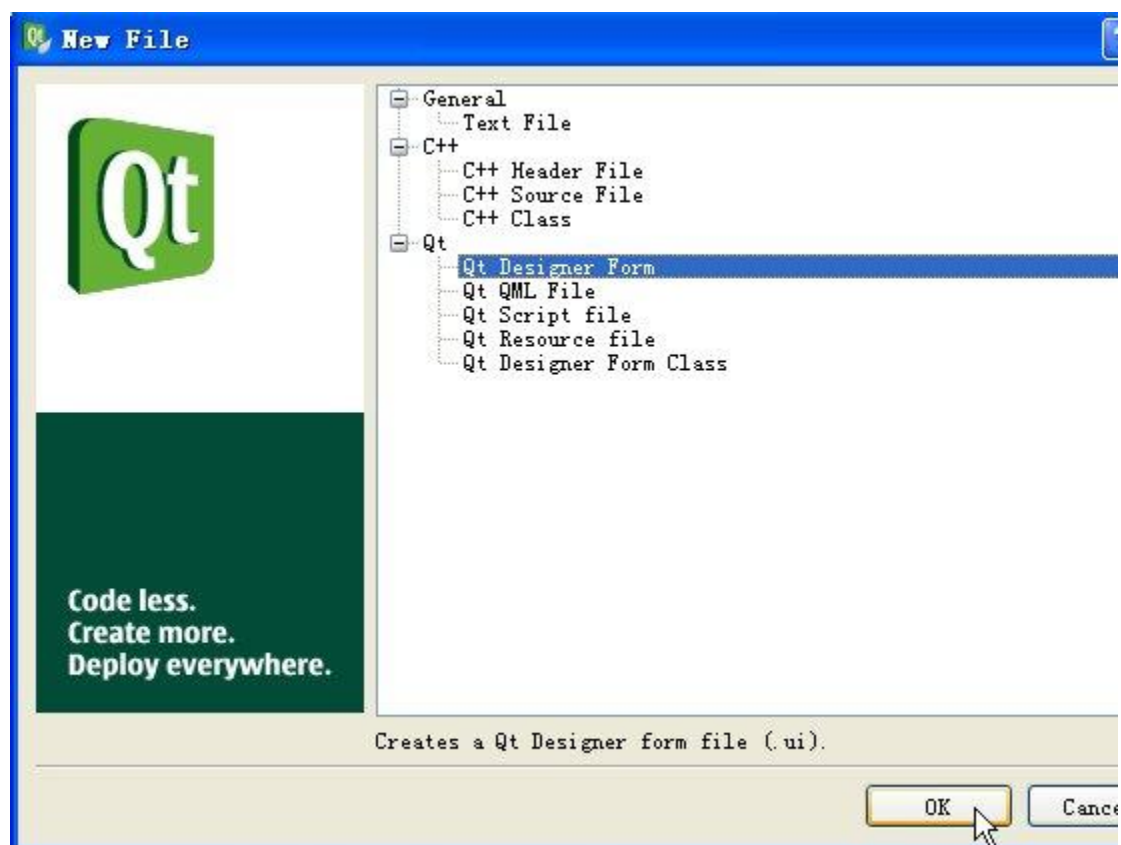 Qt New File
Qt
General
Text File
C++
C++ Header File
C++ Source File
C++ Class
Qt
Qt Designer Form
Qt QML File
Qt Script file
Qt Resource file
Qt Designer Form Class
Code less.
Create more.
Deploy everywhere.
Creates a Qt Designer form file (.ui).
OK
Cance